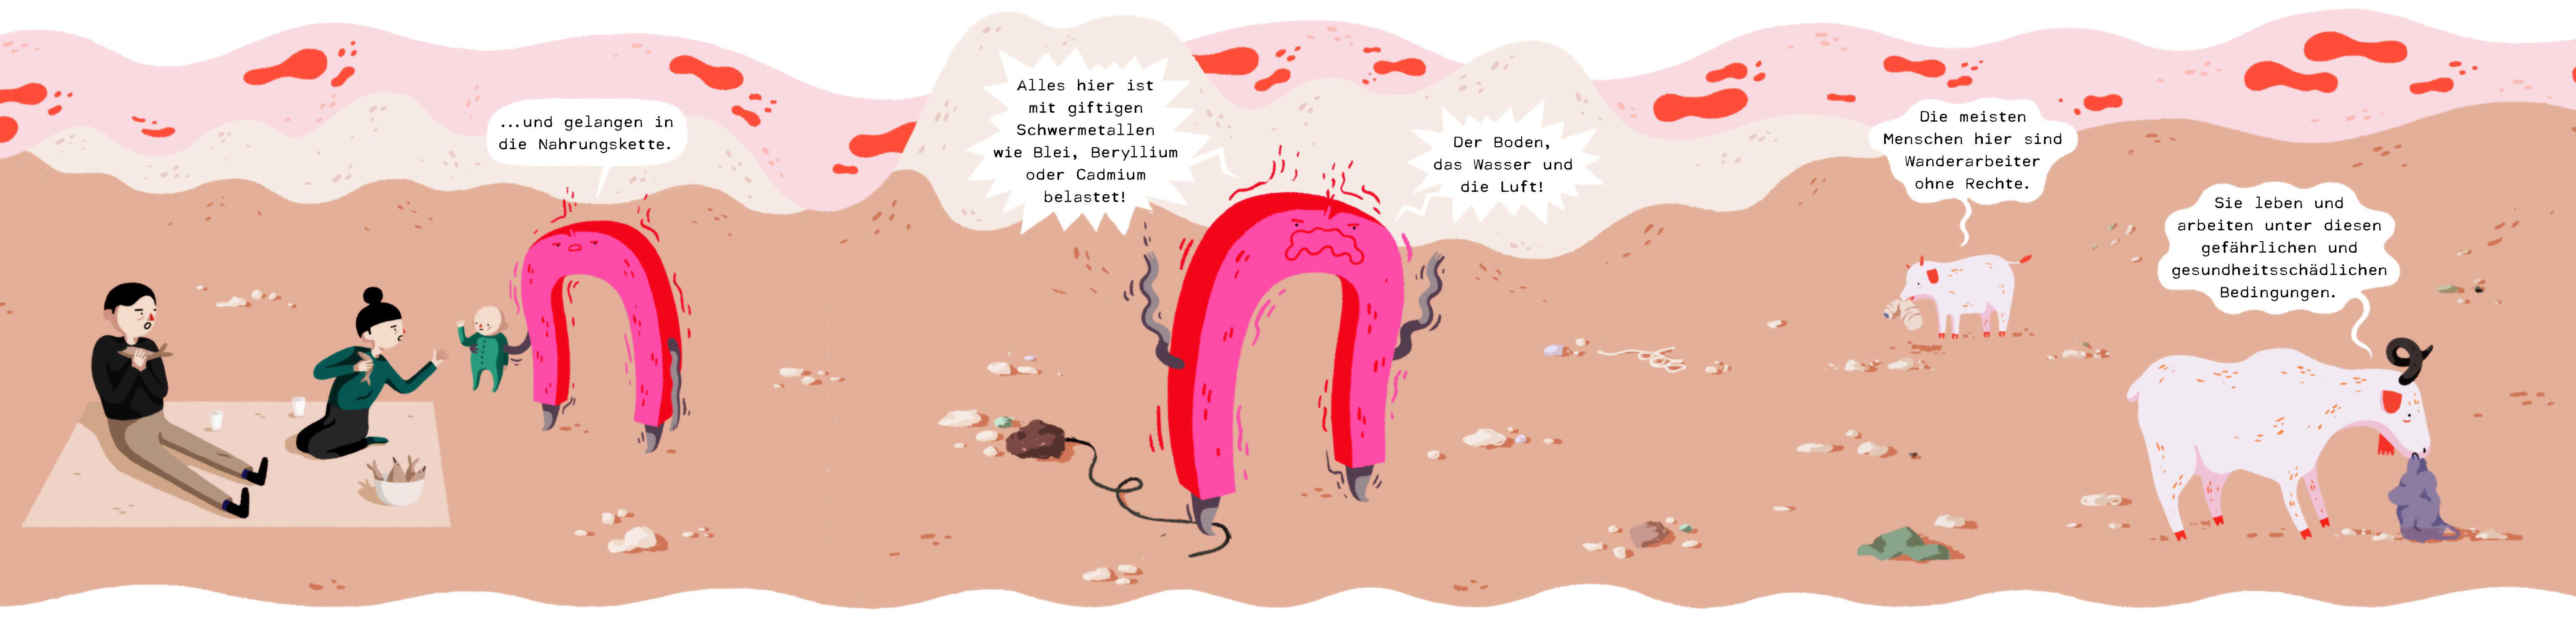 ...und gelangen in
die Nahrungskette.
Alles hier ist
mit giftigen
Schwermetallen
wie Blei, Beryllium
oder Cadmium
belastet!
Der Boden,
das Wasser und
die Luft!
Die meisten
Menschen hier sind
Wanderarbeiter
ohne Rechte.
Sie leben und
arbeiten unter diesen
gefährlichen und
gesundheitsschädlichen
Bedingungen.